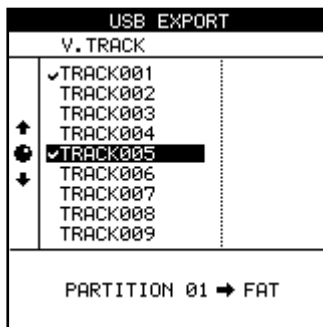 USB EXPORT
V.TRACK
TRACK001
TRACK002
TRACK003
TRACK004
TRACK005
TRACK006
TRACK007
TRACK008
TRACK009
PARTITION 01 ➡ FAT